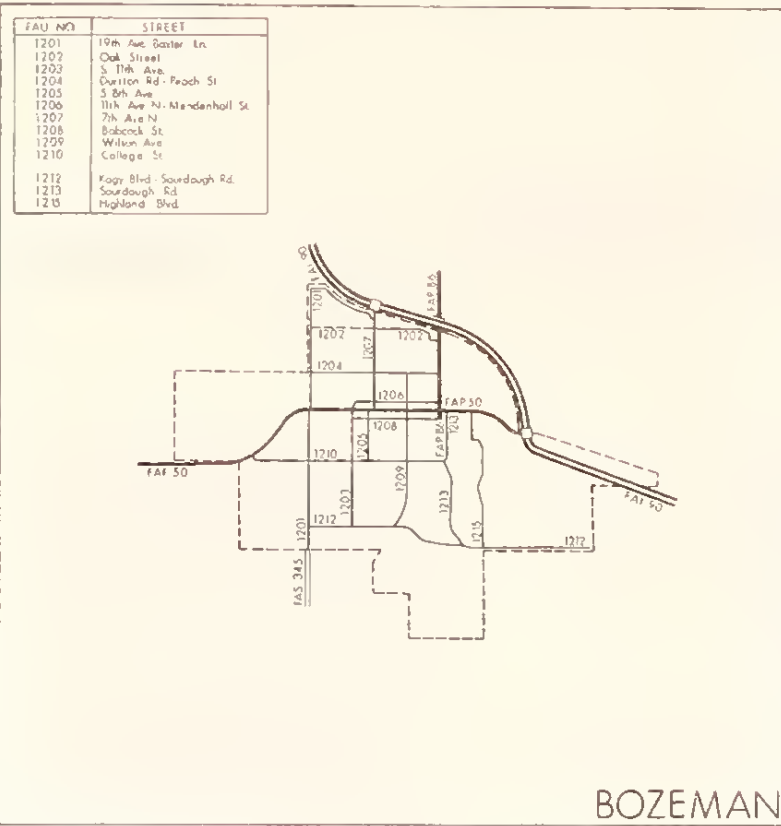 FAU NO STREET
1201 19th Ave Baxter Ln
1202 Oak Street
1203 S 11th Ave.
1204 Durston Rd - Peach St
1205 S 8th Ave
1206 11th Ave N - Mendenhall St
1207 7th Ave N
1208 Babcock St
1209 Wilson Ave
1210 College St
1212 Kagy Blvd - Sourdough Rd.
1213 Sourdough Rd
1215 Highland Blvd
FAI 90
FAP 86
1201
1202
1207
1202
1204
1206
FAP 50
1208
1205
FAP 86
1213
FAP 50
1210
1209
1203
1213
1215
1201
1212
1212
FAI 90
FAS 345
BOZEMAN